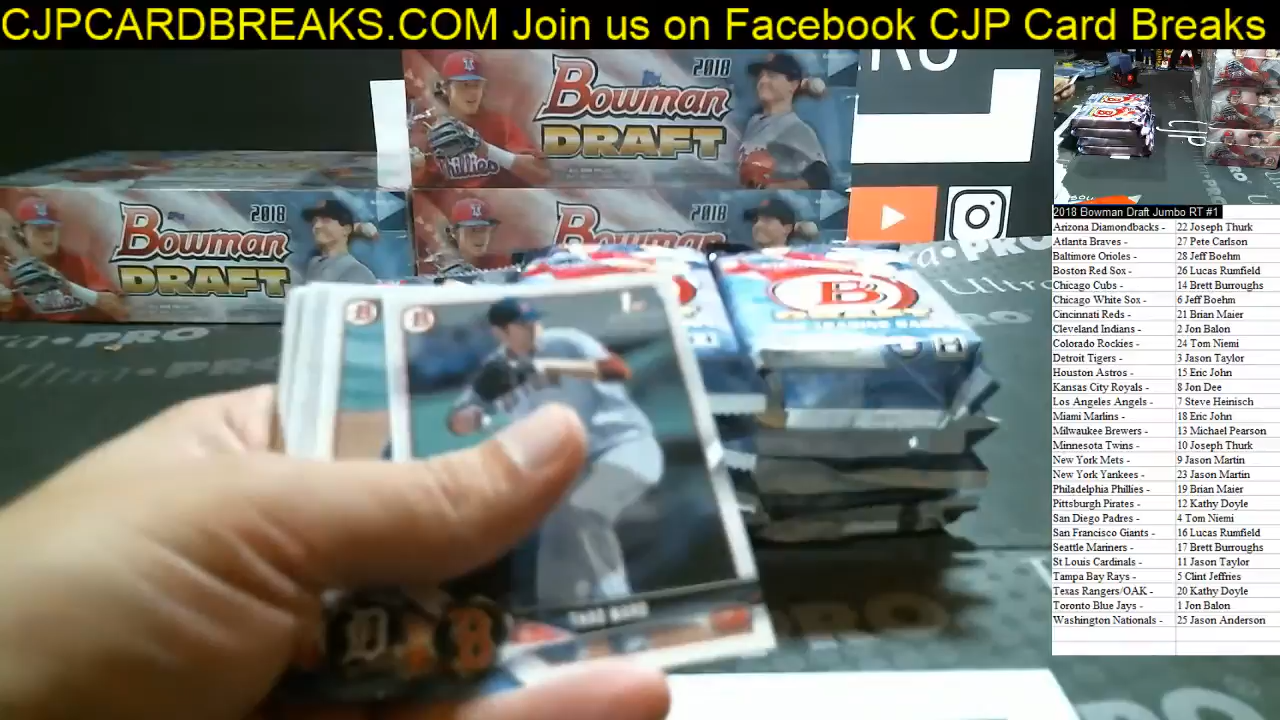 CJPCARDBREAKS.COM Join us on Facebook CJP Card Breaks
2018
Bowman
DRAFT
Phillies
2018
Bowman
DRAFT
2018
Bowman
B
PRO
Ultra
PRO
2018 Bowman Draft Jumbo RT #1
Arizona Diamondbacks - 22 Joseph Thurk
Atlanta Braves - 27 Pete Carlson
Baltimore Orioles - 28 Jeff Boehm
Boston Red Sox - 26 Lucas Rumfield
Chicago Cubs - 14 Brett Burroughs
Chicago White Sox - 6 Jeff Boehm
Cincinnati Reds - 21 Brian Maier
Cleveland Indians - 2 Jon Balon
Colorado Rockies - 24 Tom Niemi
Detroit Tigers - 3 Jason Taylor
Houston Astros - 15 Eric John
Kansas City Royals - 8 Jon Dee
Los Angeles Angels - 7 Steve Heinisch
Miami Marlins - 18 Eric John
Milwaukee Brewers - 13 Michael Pearson
Minnesota Twins - 10 Joseph Thurk
New York Mets - 9 Jason Martin
New York Yankees - 23 Jason Martin
Philadelphia Phillies - 19 Brian Maier
Pittsburgh Pirates - 12 Kathy Doyle
San Diego Padres - 4 Tom Niemi
San Francisco Giants - 16 Lucas Rumfield
Seattle Mariners - 17 Brett Burroughs
St Louis Cardinals - 11 Jason Taylor
Tampa Bay Rays - 5 Clint Jeffries
Texas Rangers/OAK - 20 Kathy Doyle
Toronto Blue Jays - 1 Jon Balon
Washington Nationals - 25 Jason Anderson